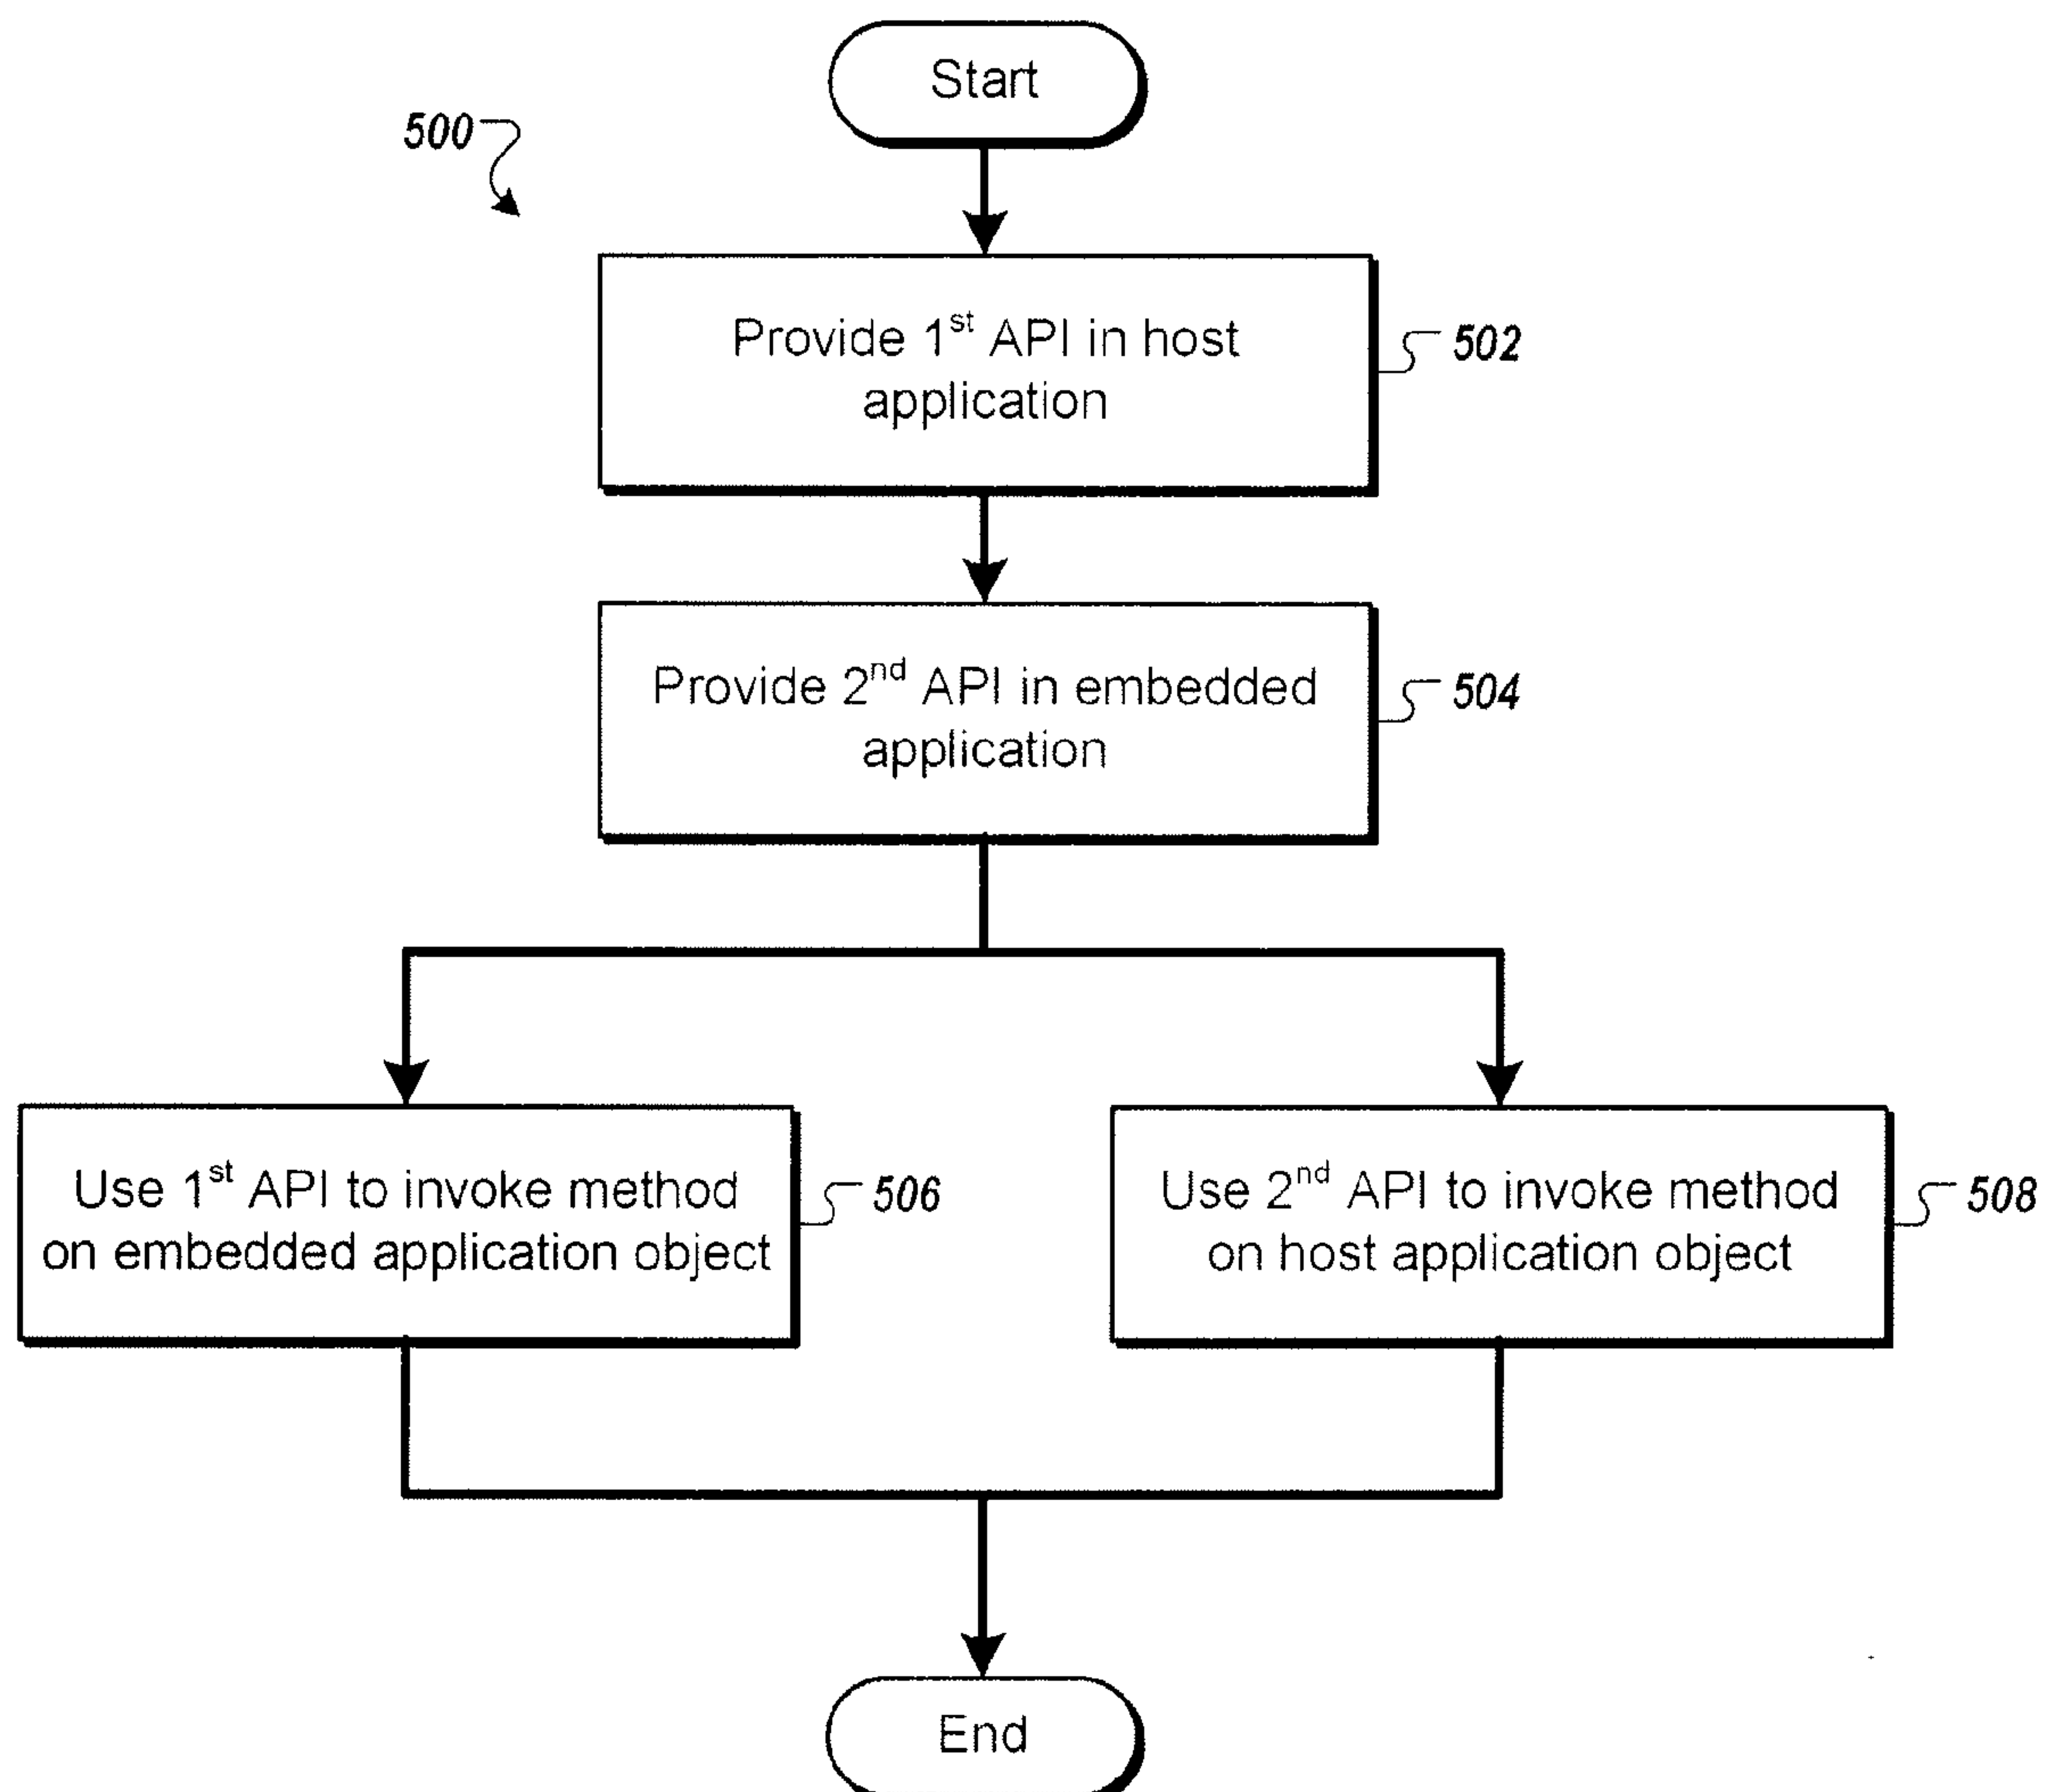 Start
500
Provide 1st API in host
application
502
Provide 2nd API in embedded
application
504
Use 1st API to invoke method
on embedded application object
506
Use 2nd API to invoke method
on host application object
508
End